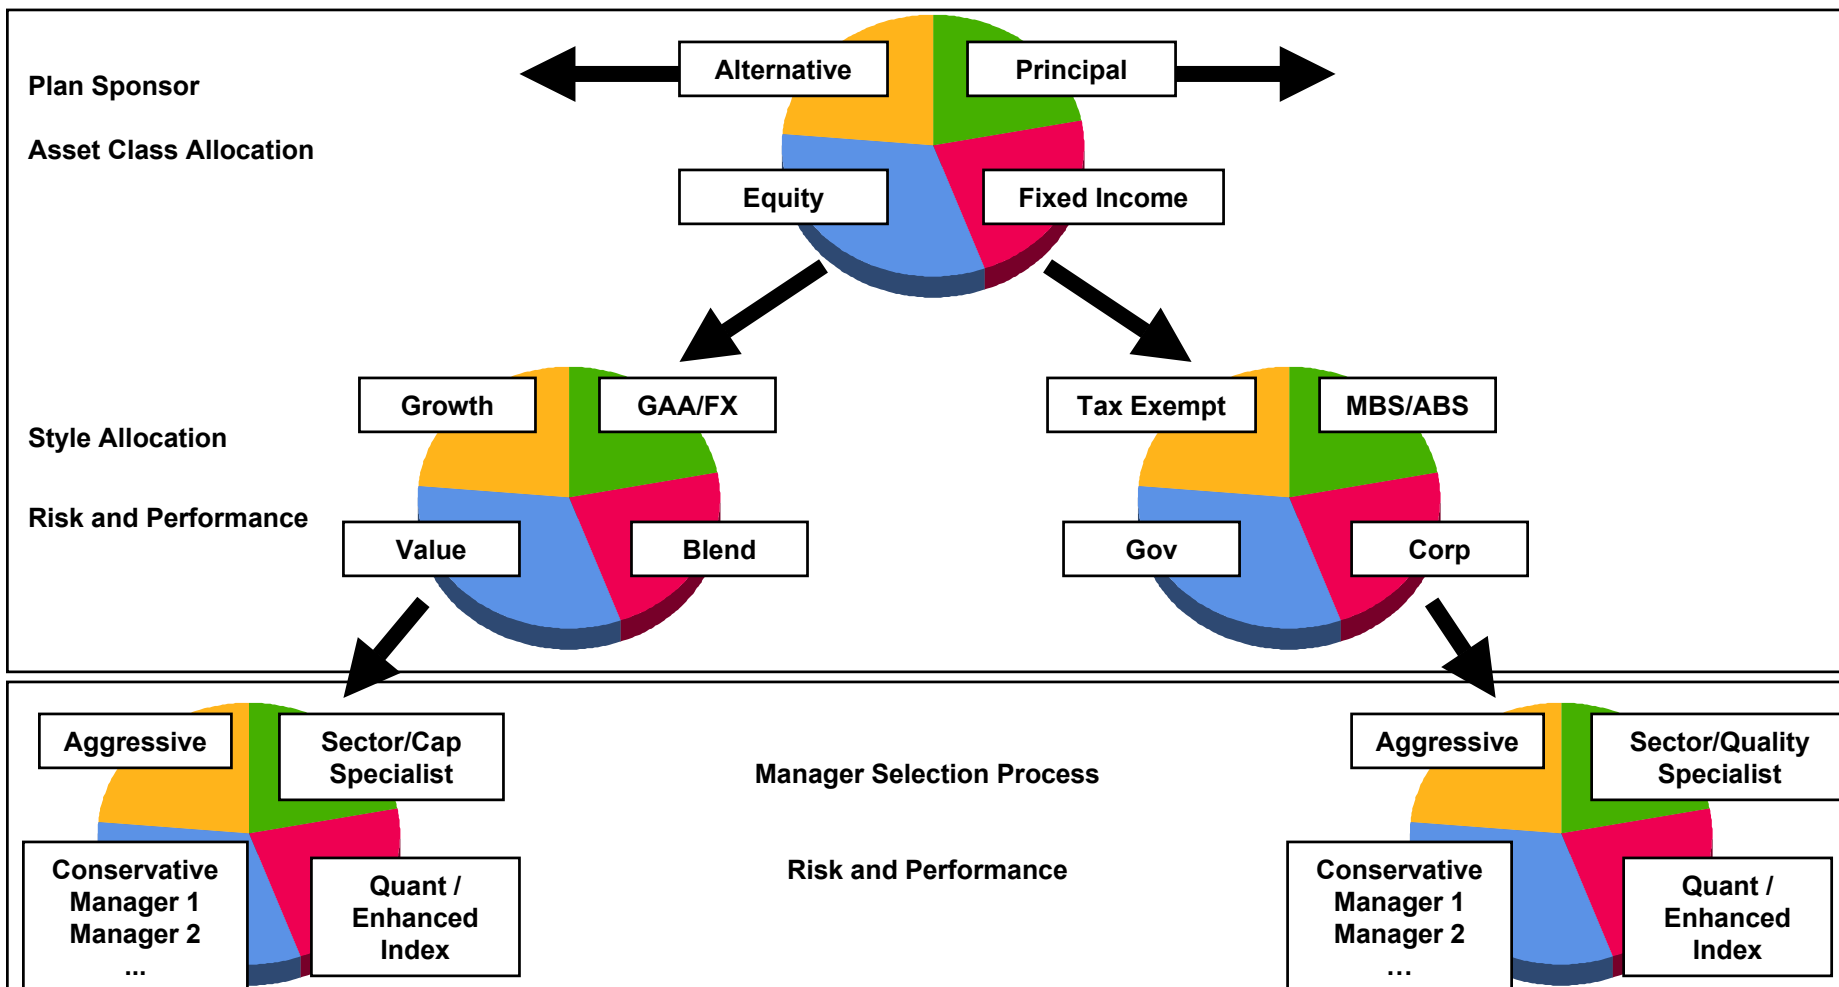 Alternative
Principal
Plan Sponsor
Asset Class Allocation
Equity
Fixed Income
Growth
GAA/FX
Tax Exempt
MBS/ABS
Style Allocation
Risk and Performance
Value
Blend
Gov
Corp
Aggressive
Sector/Cap
Specialist
Manager Selection Process
Aggressive
Sector/Quality
Specialist
Conservative
Manager 1
Manager 2
...
Quant /
Enhanced
Index
Risk and Performance
Conservative
Manager 1
Manager 2
…
Quant /
Enhanced
Index